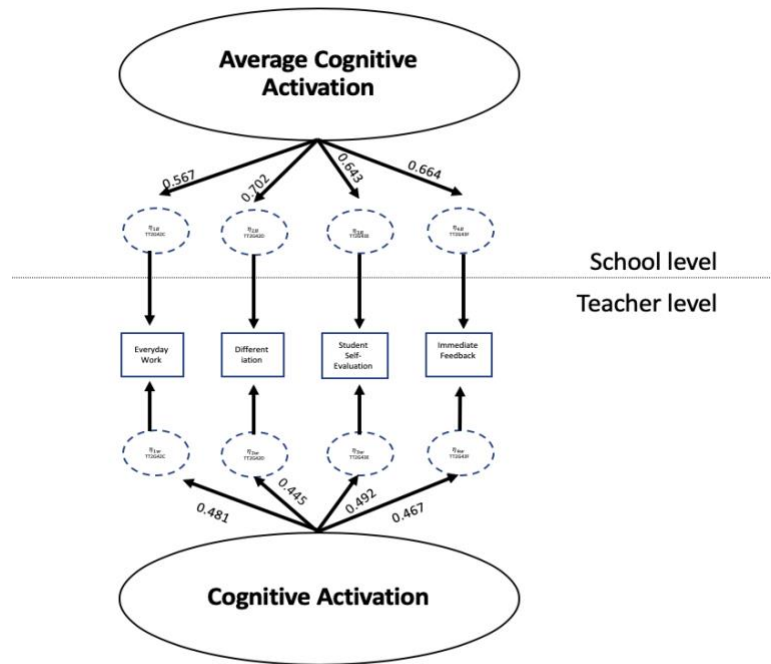 Average Cognitive
Activation
0.567
0.702
0.643
0.664
School level
Teacher level
Everyday
Work
Different
iation
Student
Self-
Evaluation
Immediate
Feedback
0.481
0.445
0.492
0.467
Cognitive Activation